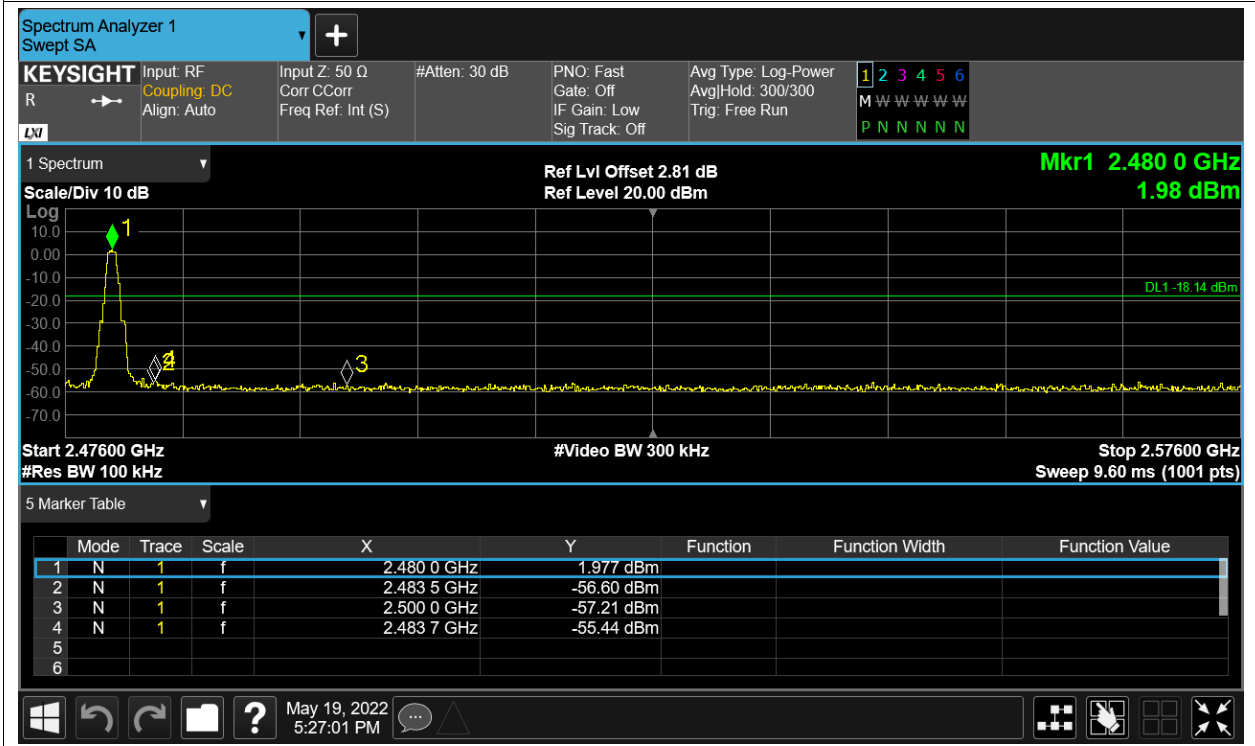 Spectrum Analyzer 1
Swept SA
KEYSIGHT Input: RF Input Z: 50 Ω #Atten: 30 dB PNO: Fast Avg Type: Log-Power 1 2 3 4 5 6
R Coupling: DC Corr CCorr Gate: Off Avg|Hold: 300/300 M W W W W W
Align: Auto Freq Ref: Int (S) IF Gain: Low Trig: Free Run
LXI Sig Track: Off P N N N N N
1 Spectrum Ref Lvl Offset 2.81 dB Mkr1 2.480 0 GHz
Scale/Div 10 dB Ref Level 20.00 dBm 1.98 dBm
Log
1
10.0
0.00
-10.0
DL1 -18.14 dBm
-20.0
-30.0
-40.0
3
-50.0
-60.0
-70.0
Start 2.47600 GHz #Video BW 300 kHz Stop 2.57600 GHz
#Res BW 100 kHz Sweep 9.60 ms (1001 pts)
5 Marker Table
Mode Trace Scale X Y Function Function Width Function Value
1 N 1 f 2.480 0 GHz 1.977 dBm
2 N 1 f 2.483 5 GHz -56.60 dBm
3 N 1 f 2.500 0 GHz -57.21 dBm
4 N 1 f 2.483 7 GHz -55.44 dBm
5
6
? May 19, 2022
5:27:01 PM